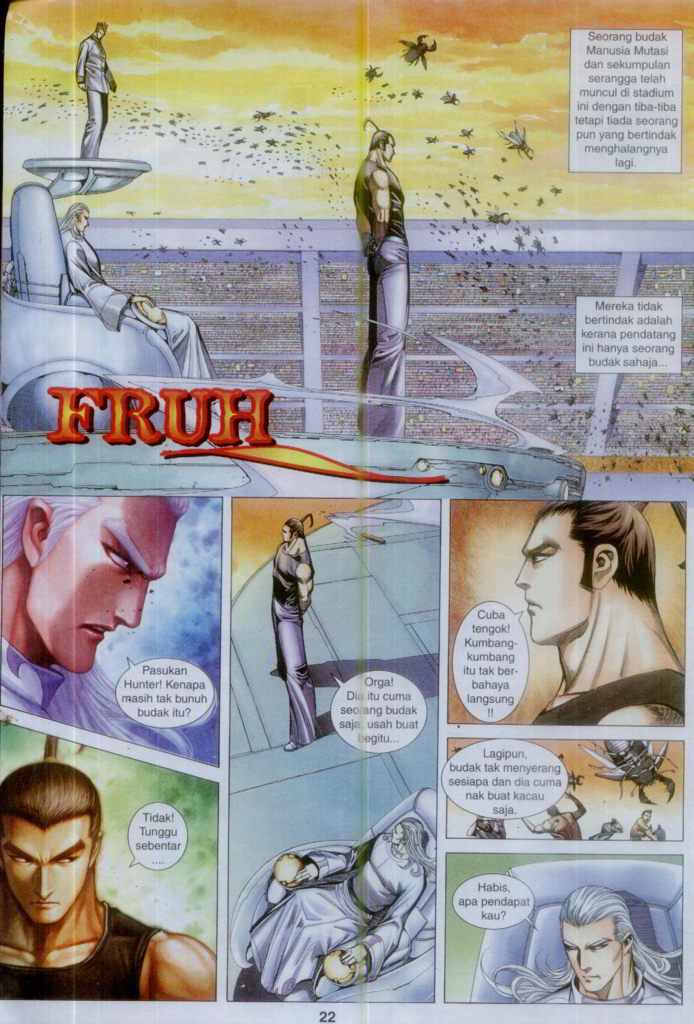 Seorang budak
Manusia Mutasi
dan sekumpulan
serangga telah
muncul di stadium
ini dengan tiba-tiba
tetapi tiada seorang
pun yang bertindak
menghalangnya
lagi.
Mereka tidak
bertindak adalah
kerana pendatang
ini hanya seorang
budak sahaja...
FRUH
Pasukan
Hunter! Kenapa
masih tak bunuh
budak itu?
Tidak!
Tunggu
sebentar
....
Orga!
Dia itu cuma
seorang budak
saja, usah buat
begitu...
Cuba
tengok!
Kumbang-
kumbang
itu tak ber-
bahaya
langsung
!!
Lagipun,
budak tak menyerang
sesiapa dan dia cuma
nak buat kacau
saja.
Habis,
apa pendapat
kau?
22